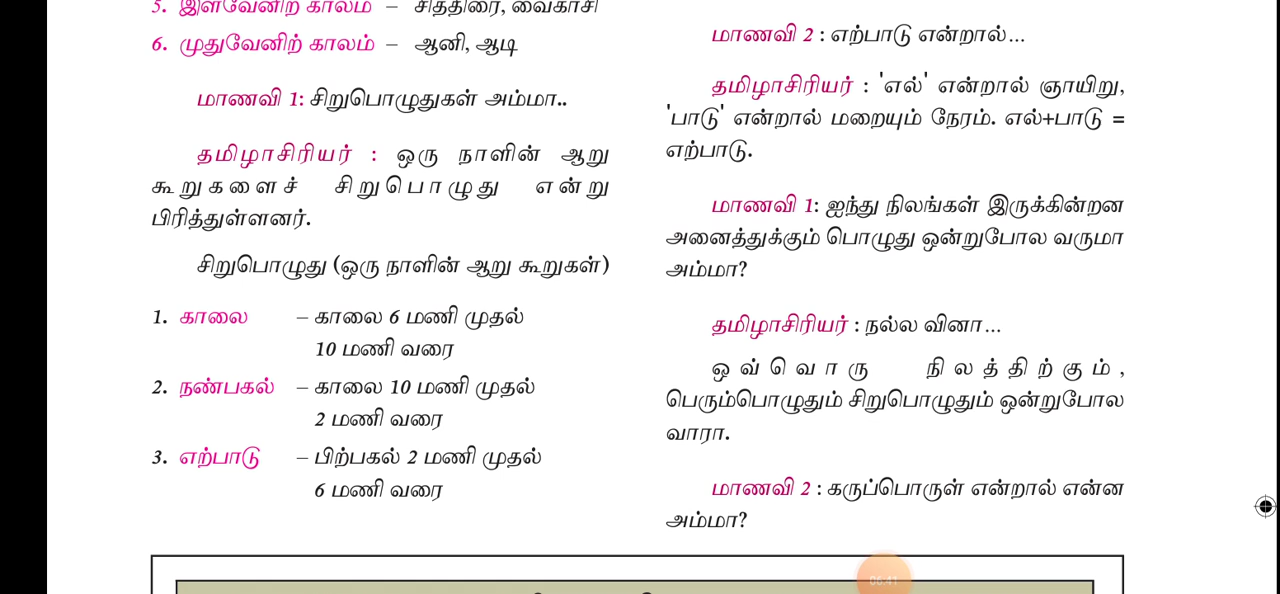 5. இளவேனிற் காலம் – சித்திரை, வைகாசி
6. முதுவேனிற் காலம் – ஆனி, ஆடி
மாணவி 1: சிறுபொழுதுகள் அம்மா..
தமிழாசிரியர் : ஒரு நாளின் ஆறு
கூறுகளைச் சிறுபொழுது என்று
பிரித்துள்ளனர்.
சிறுபொழுது (ஒரு நாளின் ஆறு கூறுகள்)
1. காலை – காலை 6 மணி முதல்
10 மணி வரை
2. நண்பகல் – காலை 10 மணி முதல்
2 மணி வரை
3. எற்பாடு – பிற்பகல் 2 மணி முதல்
6 மணி வரை
மாணவி 2 : எற்பாடு என்றால்...
தமிழாசிரியர் : 'எல்' என்றால் ஞாயிறு,
'பாடு' என்றால் மறையும் நேரம். எல்+பாடு =
எற்பாடு.
மாணவி 1: ஐந்து நிலங்கள் இருக்கின்றன
அனைத்துக்கும் பொழுது ஒன்றுபோல வருமா
அம்மா?
தமிழாசிரியர் : நல்ல வினா...
ஒவ்வொரு நிலத்திற்கும்,
பெரும்பொழுதும் சிறுபொழுதும் ஒன்றுபோல
வாரா.
மாணவி 2 : கருப்பொருள் என்றால் என்ன
அம்மா?
06:41